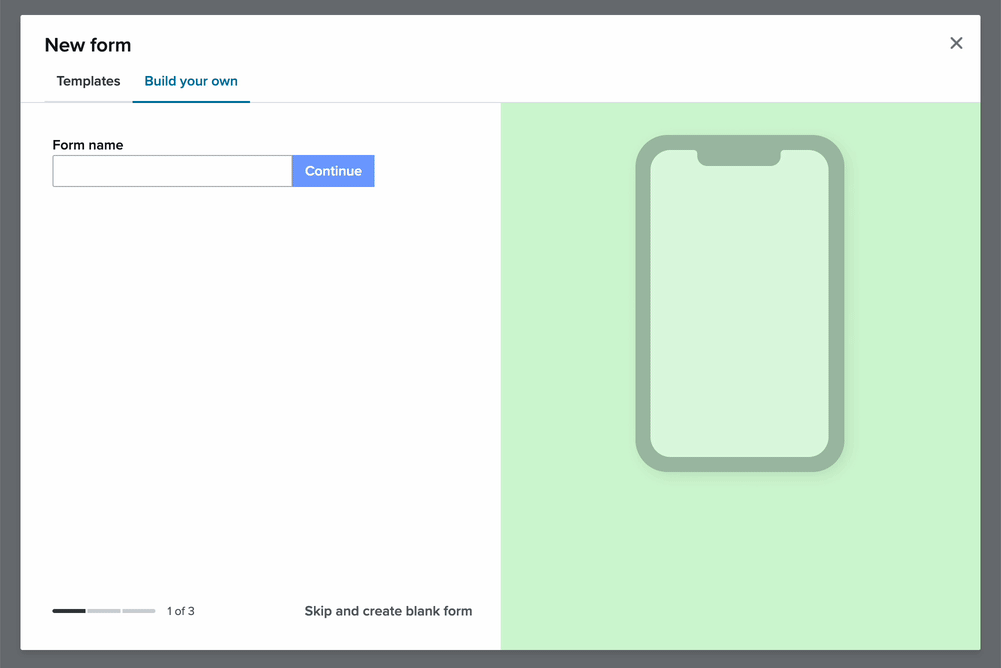 New form
Templates Build your own
Form name
Continue
1 of 3 Skip and create blank form